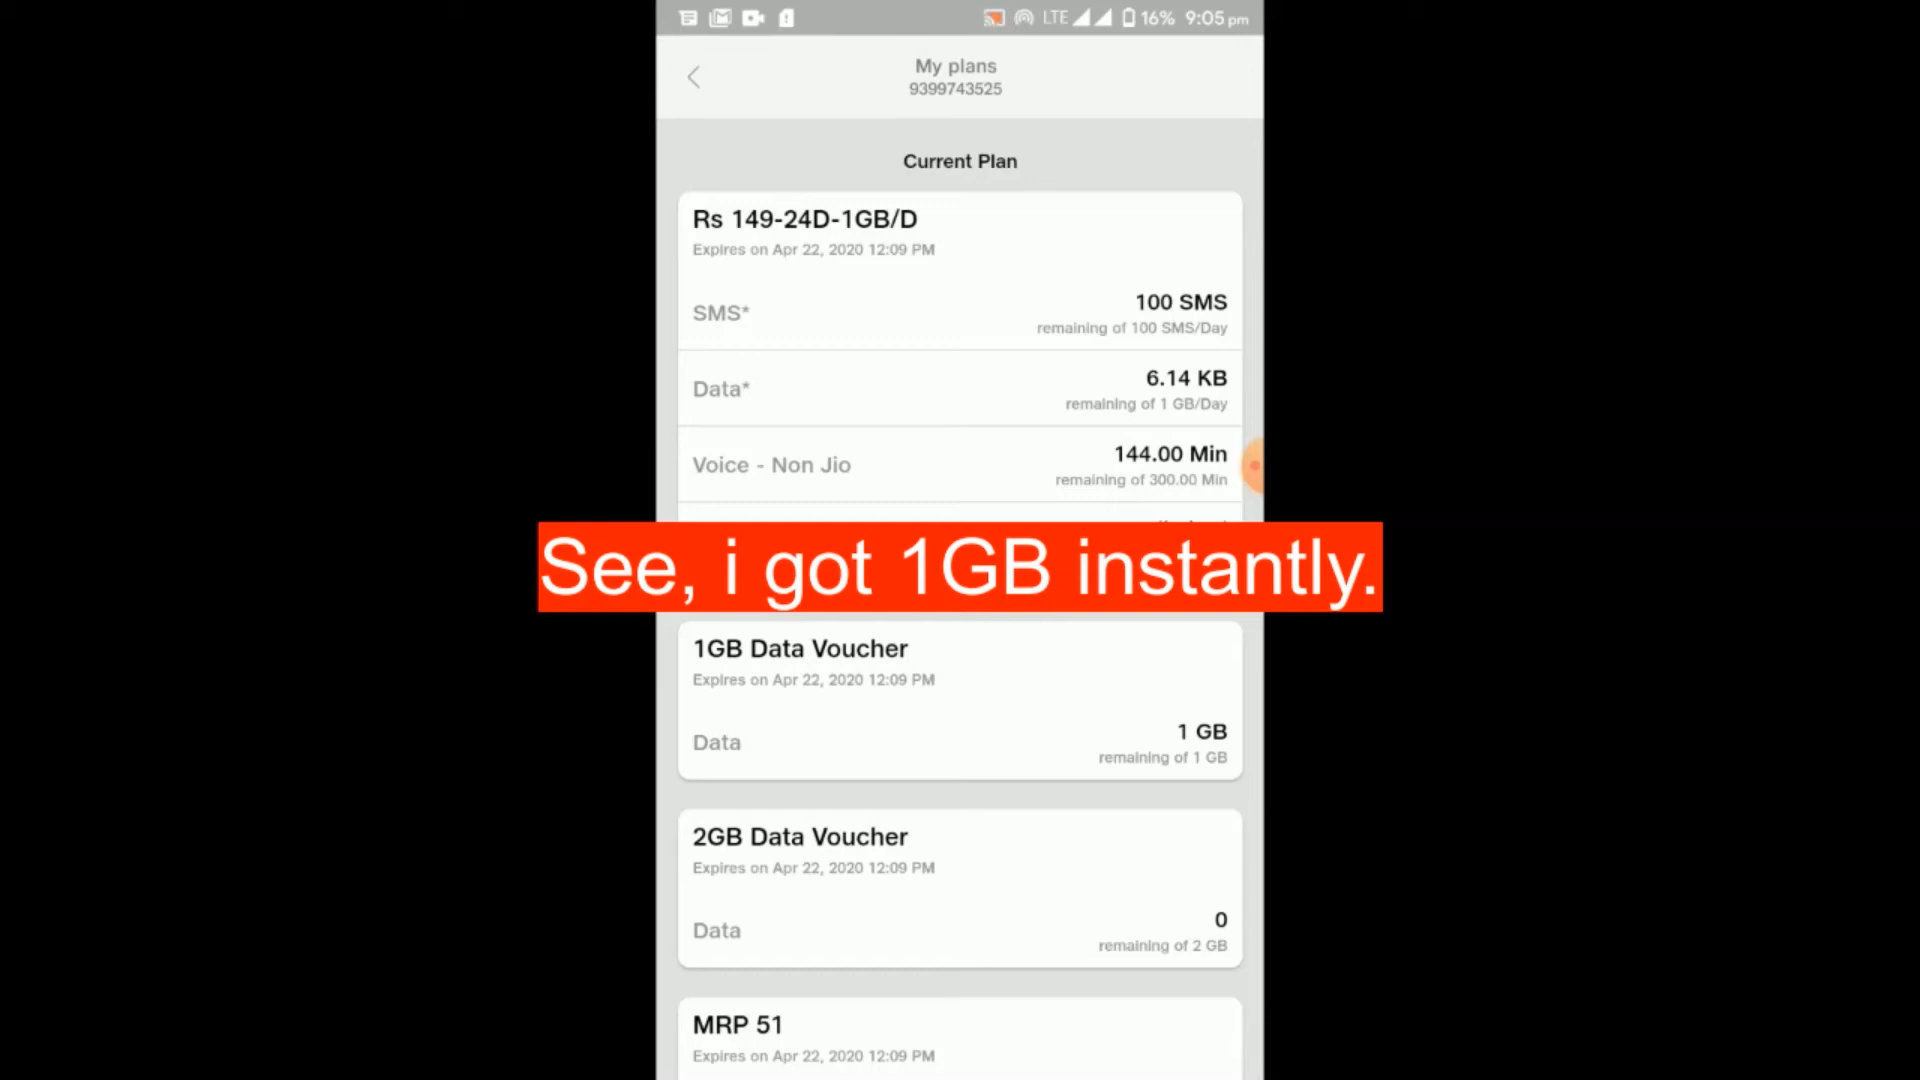 LTE 16% 9:05 pm
My plans
9399743525
Current Plan
Rs 149-24D-1GB/D
Expires on Apr 22, 2020 12:09 PM
SMS*
100 SMS
remaining of 100 SMS/Day
Data*
6.14 KB
remaining of 1 GB/Day
Voice - Non Jio
144.00 Min
remaining of 300.00 Min
See, i got 1GB instantly.
1GB Data Voucher
Expires on Apr 22, 2020 12:09 PM
Data
1 GB
remaining of 1 GB
2GB Data Voucher
Expires on Apr 22, 2020 12:09 PM
Data
0
remaining of 2 GB
MRP 51
Expires on Apr 22, 2020 12:09 PM